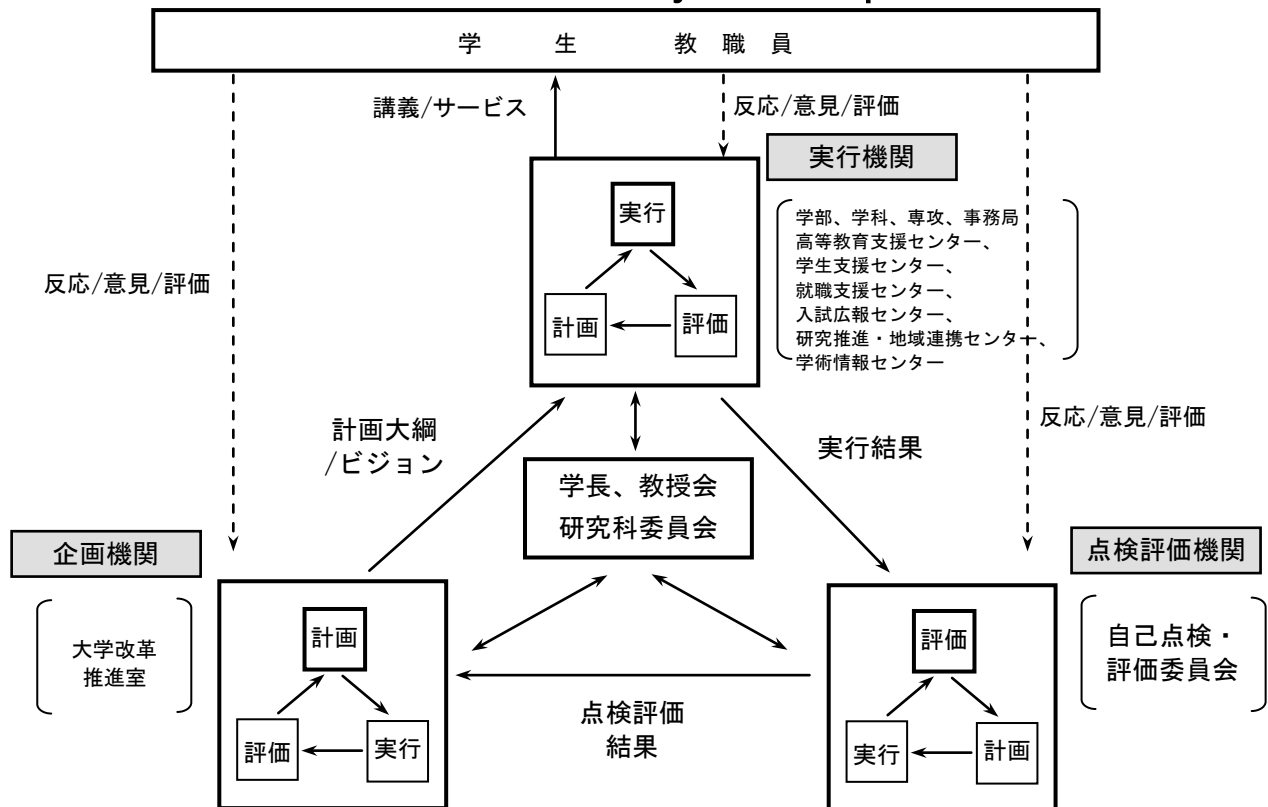 学 生 教 職 員
講義/サービス
反応/意見/評価
実行機関
実行
計画
評価
学部、学科、専攻、事務局
高等教育支援センター、
学生支援センター、
就職支援センター、
入試広報センター、
研究推進・地域連携センター、
学術情報センター
反応/意見/評価
反応/意見/評価
計画大綱
/ビジョン
実行結果
学長、教授会
研究科委員会
企画機関
大学改革
推進室
計画
評価
実行
点検評価
結果
点検評価機関
自己点検・
評価委員会
評価
実行
計画